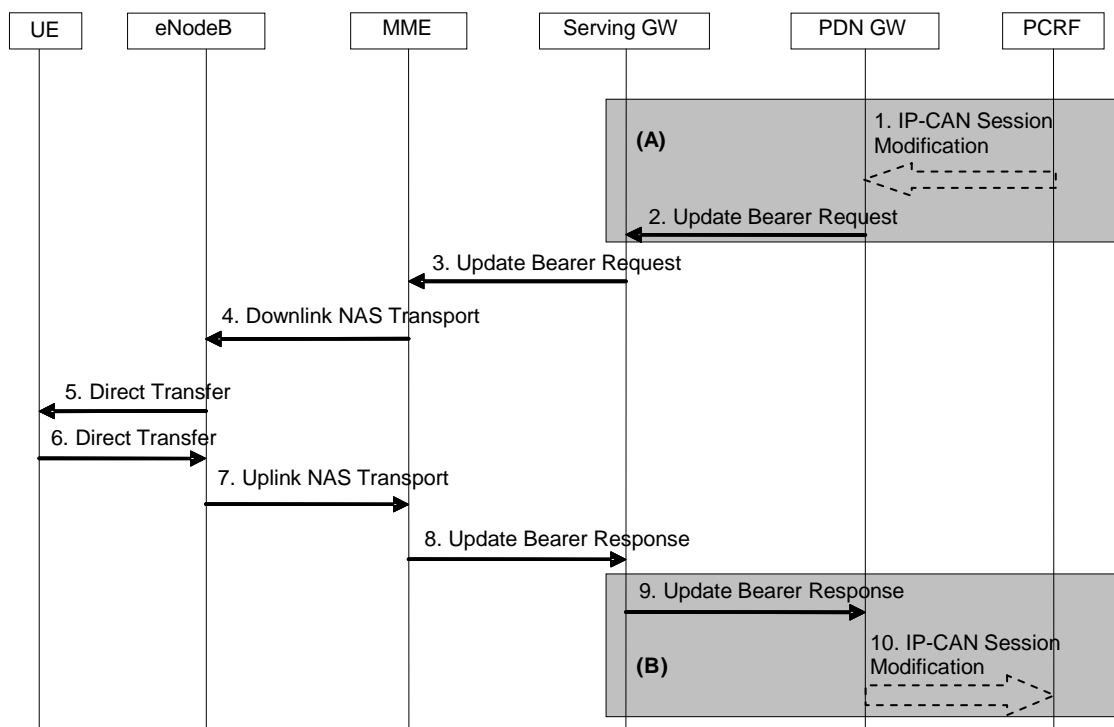 UE
eNodeB
MME
Serving GW
PDN GW
PCRF
(A)
1. IP-CAN Session
Modification
2. Update Bearer Request
3. Update Bearer Request
4. Downlink NAS Transport
5. Direct Transfer
6. Direct Transfer
7. Uplink NAS Transport
8. Update Bearer Response
9. Update Bearer Response
(B)
10. IP-CAN Session
Modification